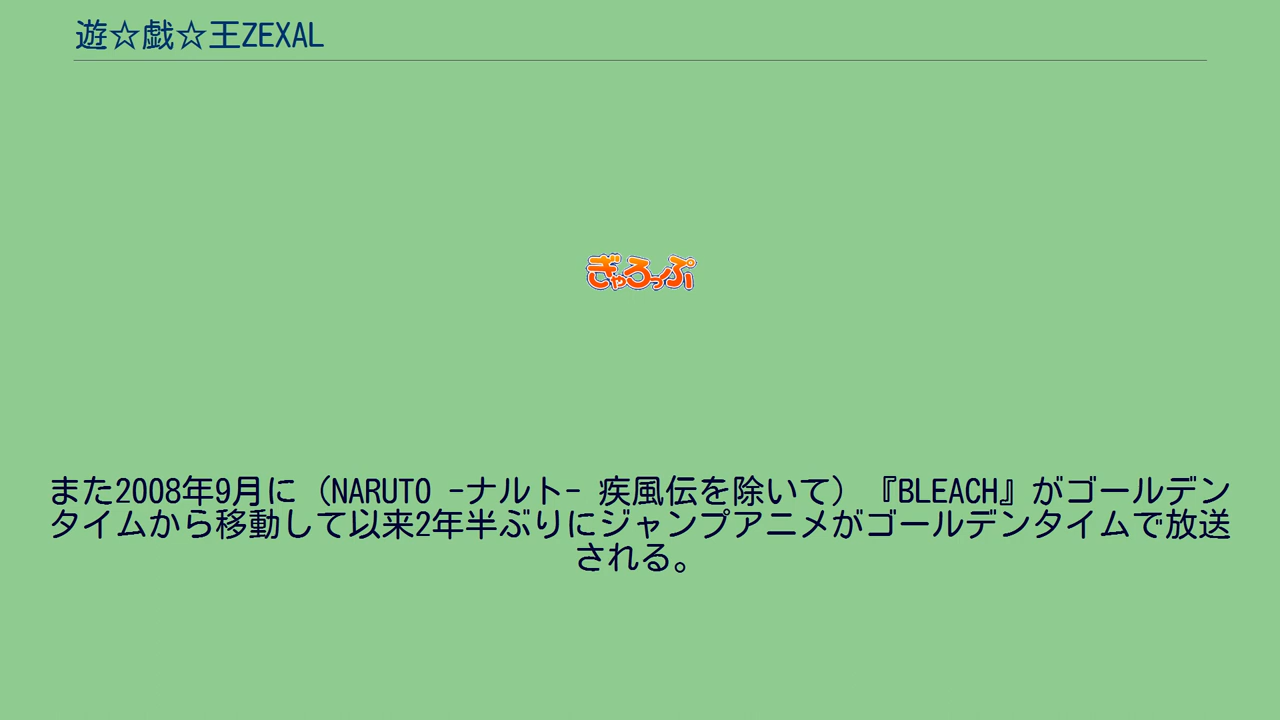 遊☆戯☆王ZEXAL
ぎゃろっぷ
また2008年9月に（NARUTO -ナルト- 疾風伝を除いて）『BLEACH』がゴールデン
タイムから移動して以来2年半ぶりにジャンプアニメがゴールデンタイムで放送
される。